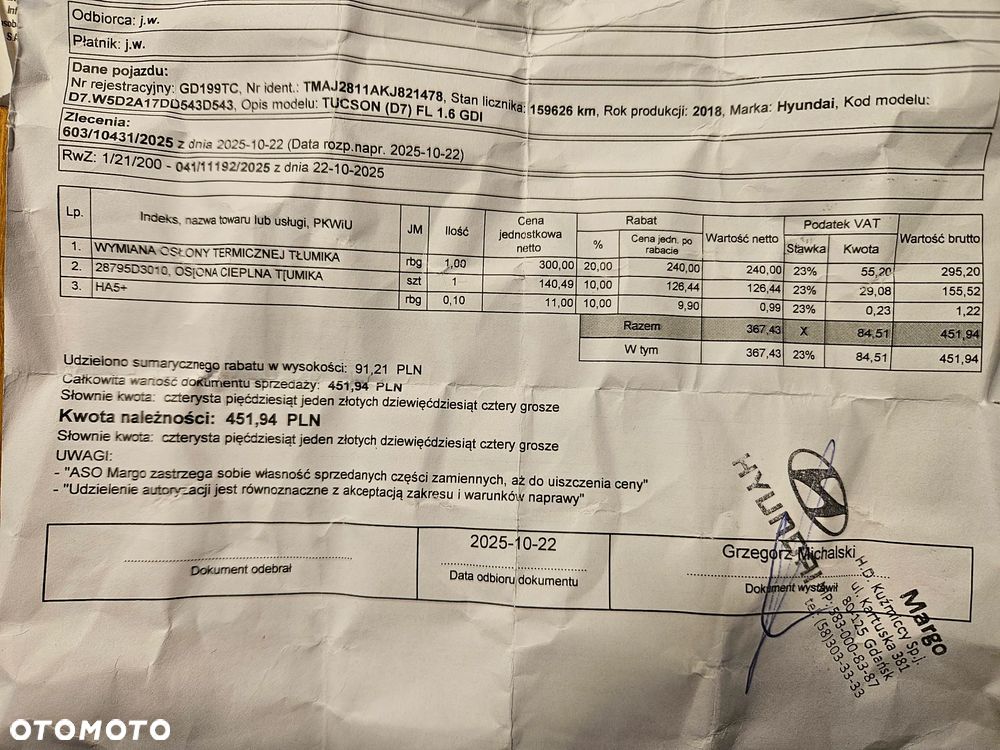 Odbiorca: j.w.
Płatnik: j.w.
Dane pojazdu:
Nr rejestracyjny: GD199TC, Nr ident.: TMAJ2811AKJ821478, Stan licznika: 159626 km, Rok produkcji: 2018, Marka: Hyundai, Kod modelu:
D7.W5D2A17DD543D543, Opis modelu: TUCSON (D7) FL 1.6 GDI
Zlecenia:
603/10431/2025 z dnia 2025-10-22 (Data rozp.napr. 2025-10-22)
RwZ: 1/21/200 - 041/11192/2025 z dnia 22-10-2025
Lp. Indeks, nazwa towaru lub usługi, PKWiU JM Ilość Cena jednostkowa netto Rabat % Cena jedn. po rabacie Wartość netto Podatek VAT Stawka Kwota Wartość brutto
1. WYMIANA OSŁONY TERMICZNEJ TŁUMIKA rbg 1,00 300,00 20,00 240,00 240,00 23% 55,20 295,20
2. 28795D3010, OSŁONA CIEPLNA TŁUMIKA szt 1 140,49 10,00 126,44 126,44 23% 29,08 155,52
3. HA5+ rbg 0,10 11,00 10,00 9,90 0,99 23% 0,23 1,22
Razem 367,43 X 84,51 451,94
W tym 367,43 23% 84,51 451,94
Udzielono sumarycznego rabatu w wysokości: 91,21 PLN
Całkowita wartość dokumentu sprzedaży: 451,94 PLN
Słownie kwota: czterysta pięćdziesiąt jeden złotych dziewięćdziesiąt cztery grosze
Kwota należności: 451,94 PLN
Słownie kwota: czterysta pięćdziesiąt jeden złotych dziewięćdziesiąt cztery grosze
UWAGI:
- "ASO Margo zastrzega sobie własność sprzedanych części zamiennych, aż do uiszczenia ceny"
- "Udzielenie autoryzacji jest równoznaczne z akceptacją zakresu i warunków naprawy"
Dokument odebrał
2025-10-22
Data odbioru dokumentu
Grzegorz Michalski
Dokument wystawił
HYUNDAI
Margo
H.D. Kuźmiccy Sp.j.
ul. Kartuska 381
80-125 Gdańsk
NIP: 583-000-83-87
tel. (58)303-33-33
OTOMOTO